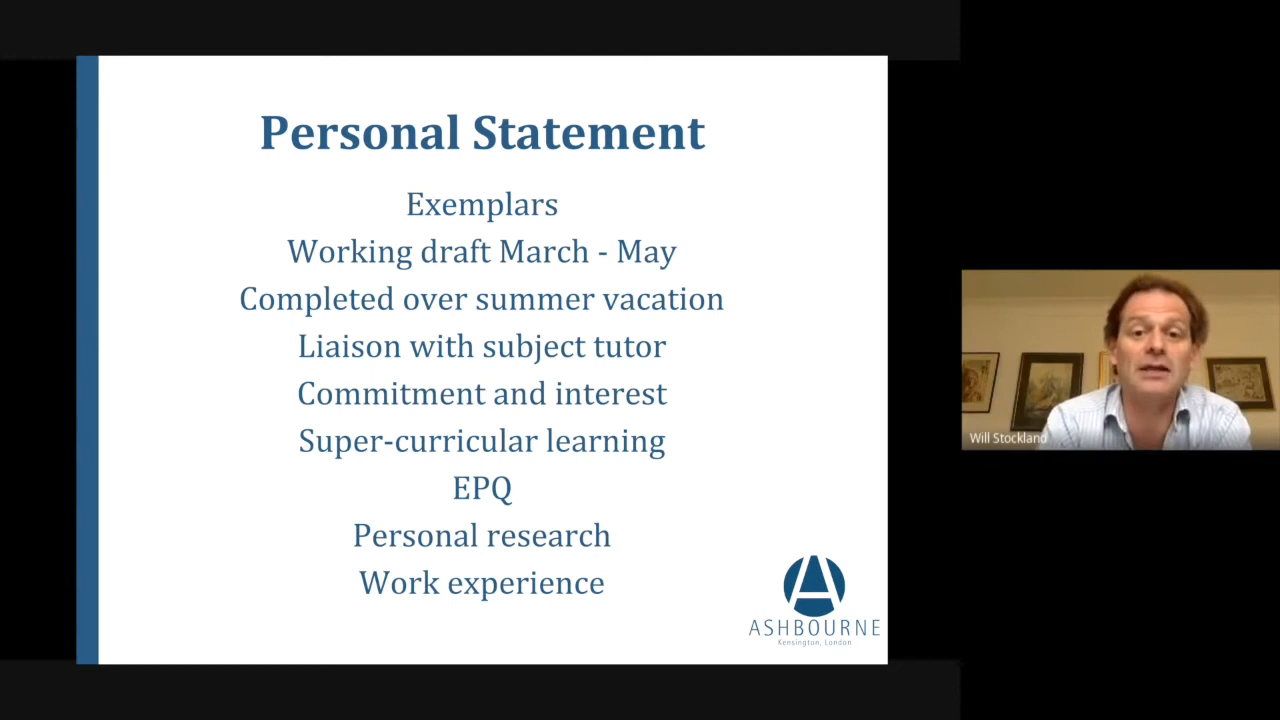 Personal Statement
Exemplars
Working draft March - May
Completed over summer vacation
Liaison with subject tutor
Commitment and interest
Super-curricular learning
EPQ
Personal research
Work experience
ASHBOURNE
Kensington, London
Will Stockland